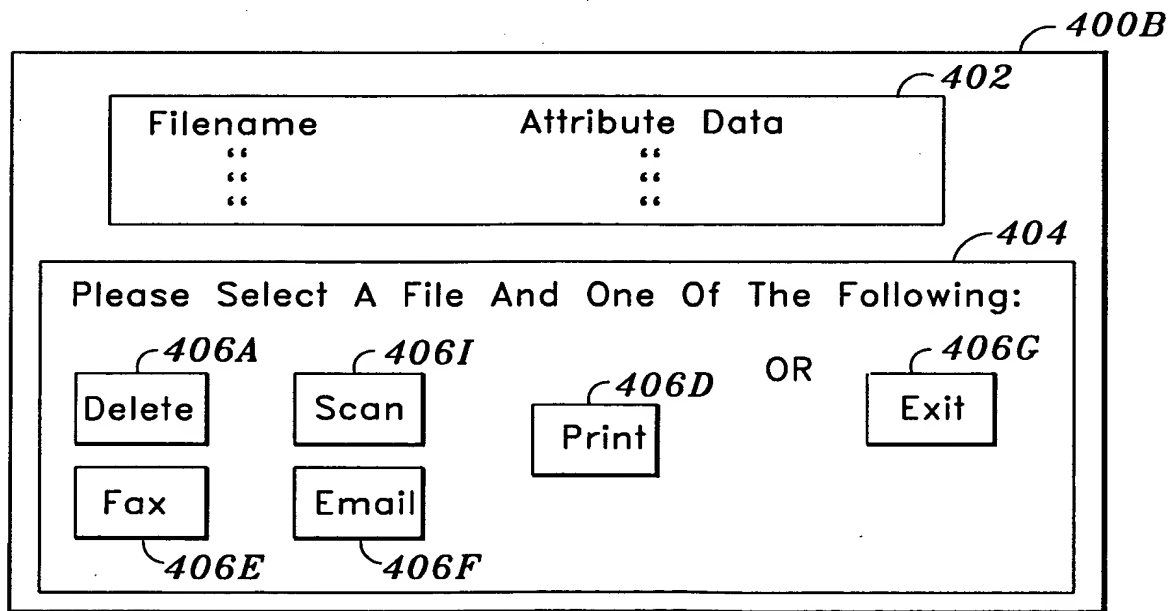 400B
402
Filename Attribute Data
“ “
“ “
“ “
404
Please Select A File And One Of The Following:
406A 406I 406D OR 406G
Delete Scan Print Exit
Fax Email
406E 406F